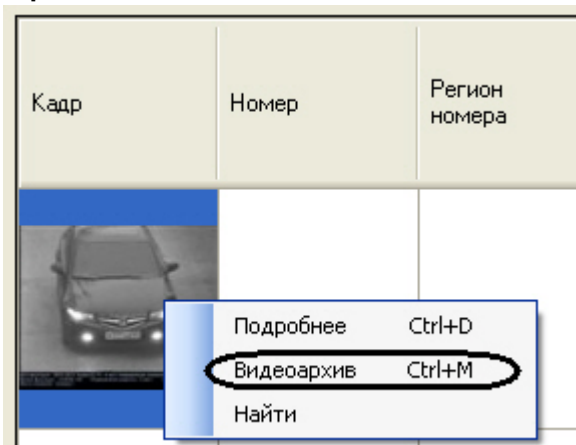 Кадр
Номер
Регион
номера
Подробнее Ctrl+D
Видеоархив Ctrl+M
Найти